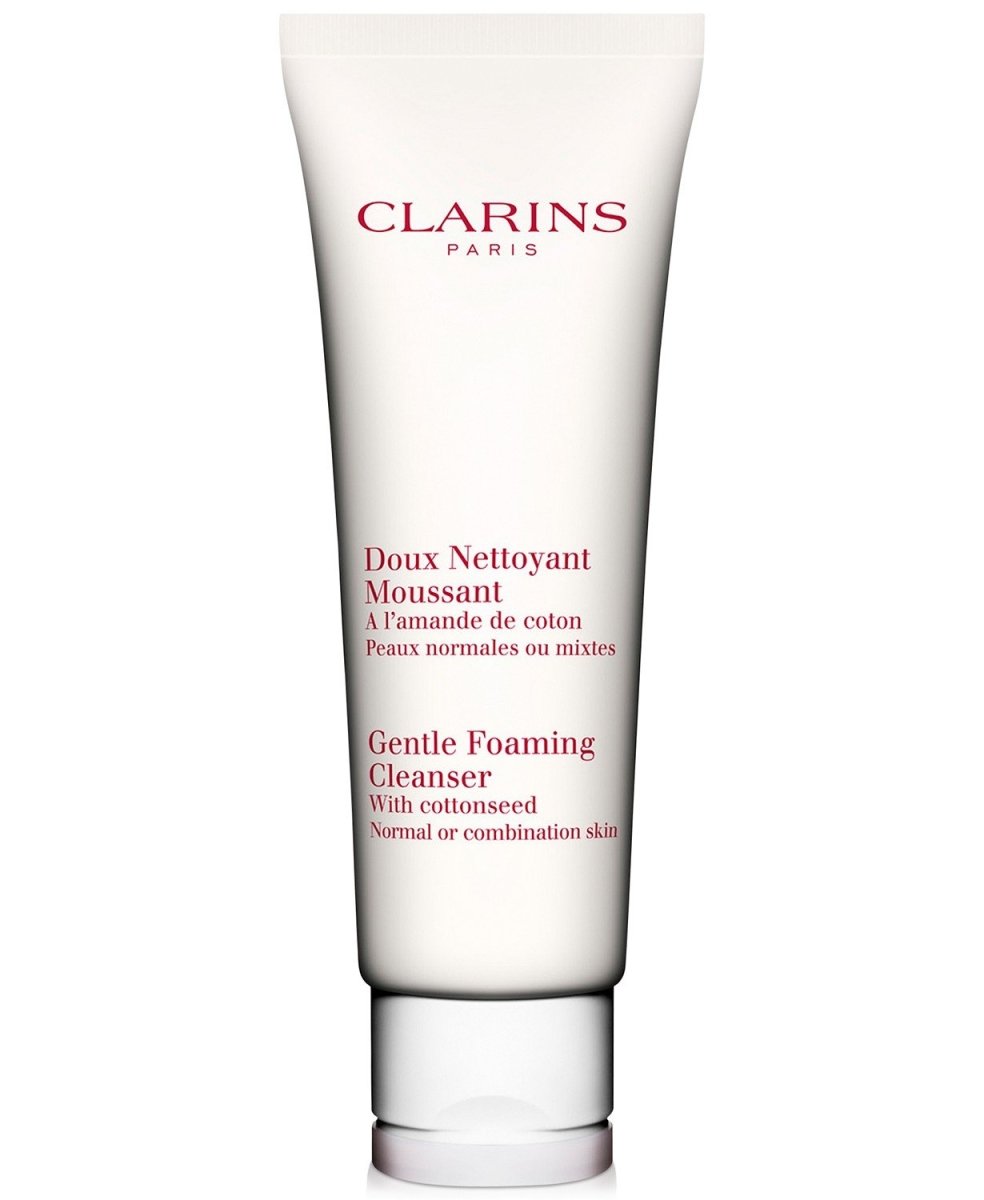 CLARINS
PARIS
Doux Nettoyant
Moussant
A l'amande de coton
Peaux normales ou mixtes
Gentle Foaming
Cleanser
With cottonseed
Normal or combination skin